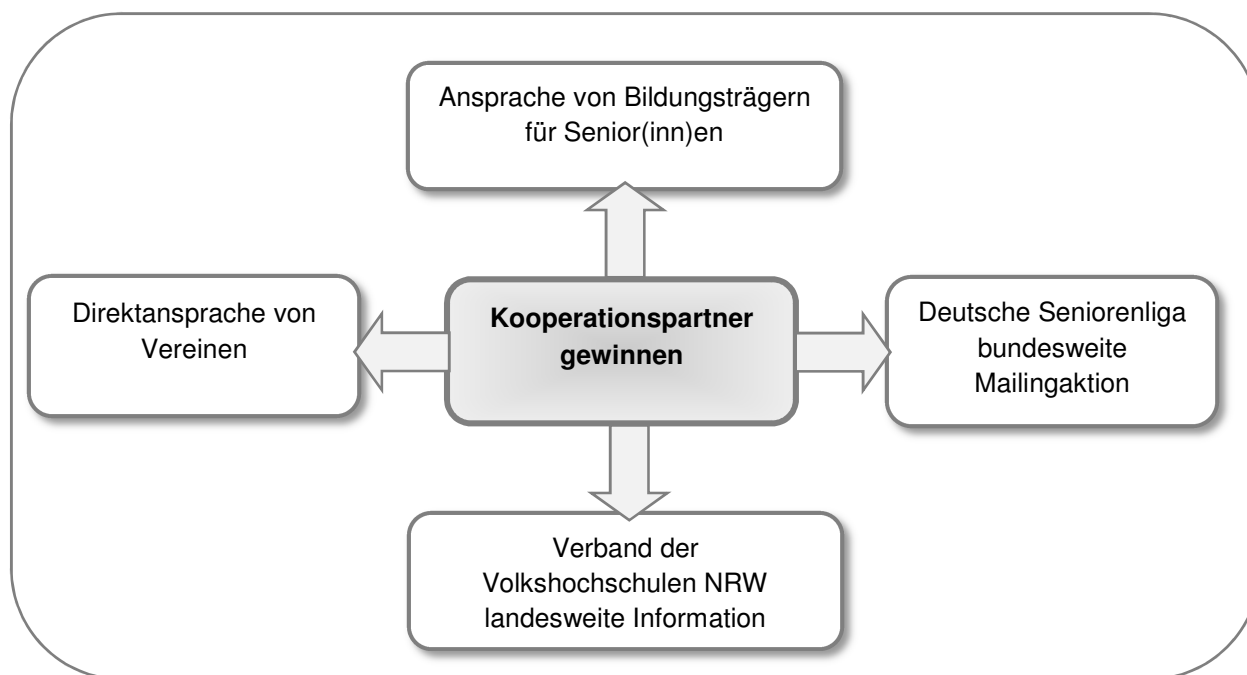 Ansprache von Bildungsträgern
für Senior(inn)en
Direktansprache von
Vereinen
Kooperationspartner
gewinnen
Deutsche Seniorenliga
bundesweite
Mailingaktion
Verband der
Volkshochschulen NRW
landesweite Information